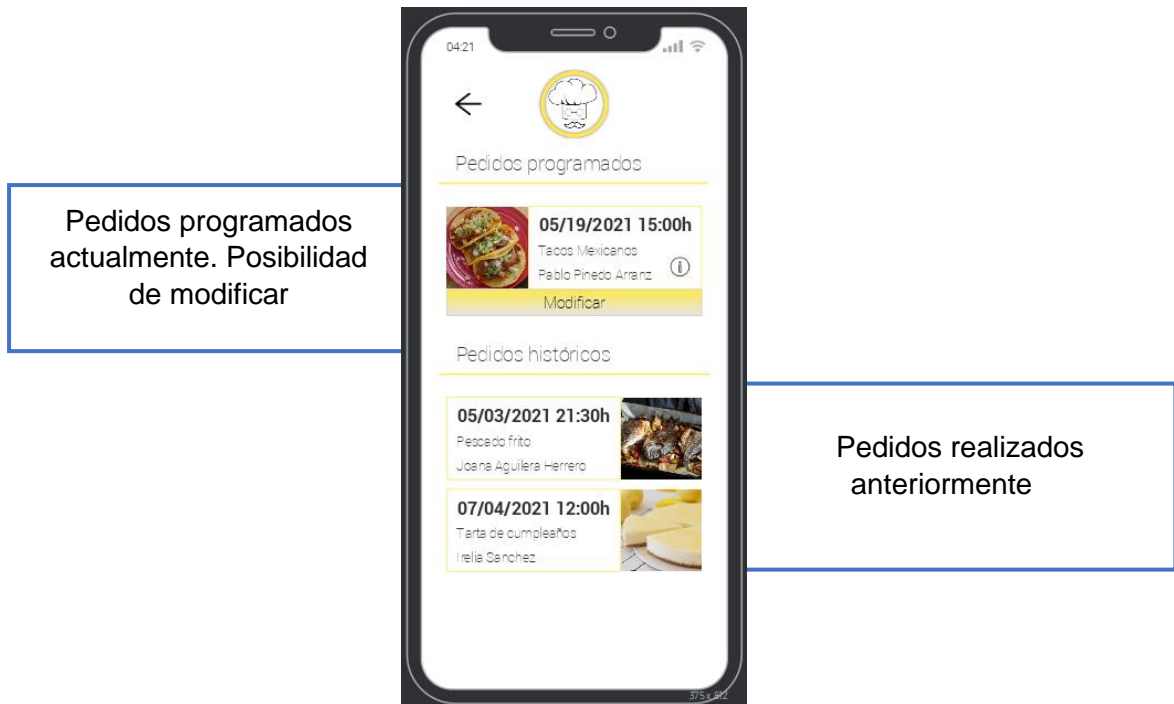 04:21
Pedidos programados
Pedidos programados
actualmente. Posibilidad
de modificar
05/19/2021 15:00h
Tacos Mexicanos
Pablo Pinedo Arranz
Modificar
Pedidos históricos
05/03/2021 21:30h
Pescado frito
Joana Aguilera Herrero
Pedidos realizados
anteriormente
07/04/2021 12:00h
Tarta de cumpleaños
Irelia Sanchez
375 x 812